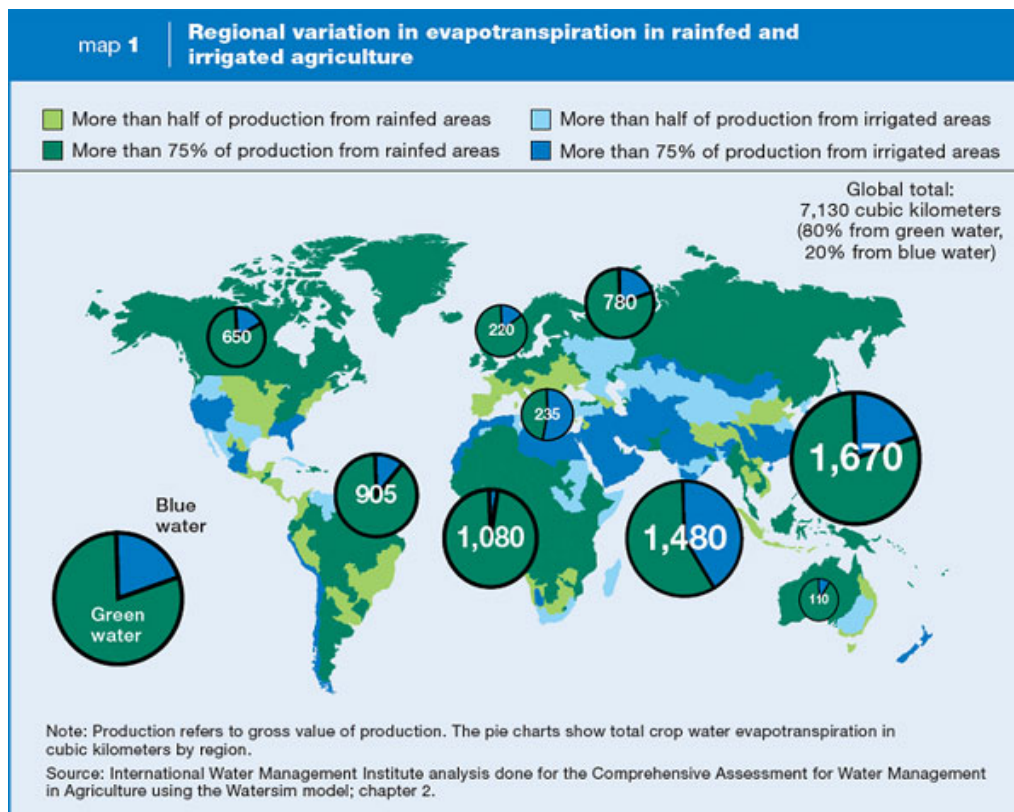 map 1
Regional variation in evapotranspiration in rainfed and
irrigated agriculture
More than half of production from rainfed areas
More than half of production from irrigated areas
More than 75% of production from rainfed areas
More than 75% of production from irrigated areas
Global total:
7,130 cubic kilometers
(80% from green water,
20% from blue water)
780
220
650
235
1,670
905
1,080
1,480
Blue
water
Green
water
110
Note: Production refers to gross value of production. The pie charts show total crop water evapotranspiration in
cubic kilometers by region.
Source: International Water Management Institute analysis done for the Comprehensive Assessment for Water Management
in Agriculture using the Watersim model; chapter 2.